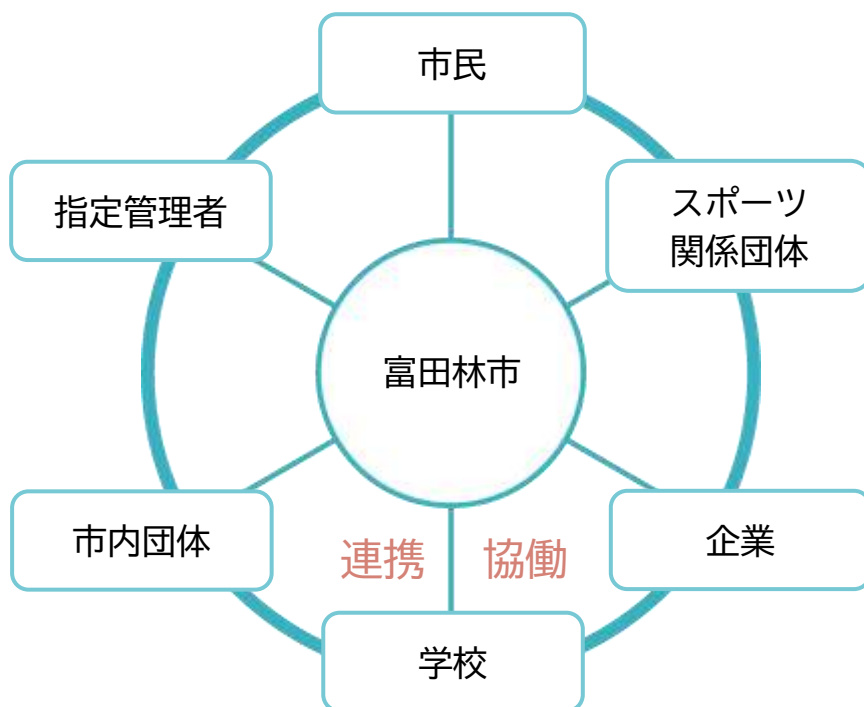 市民
指定管理者
スポーツ
関係団体
富田林市
市内団体
連携 協働
企業
学校